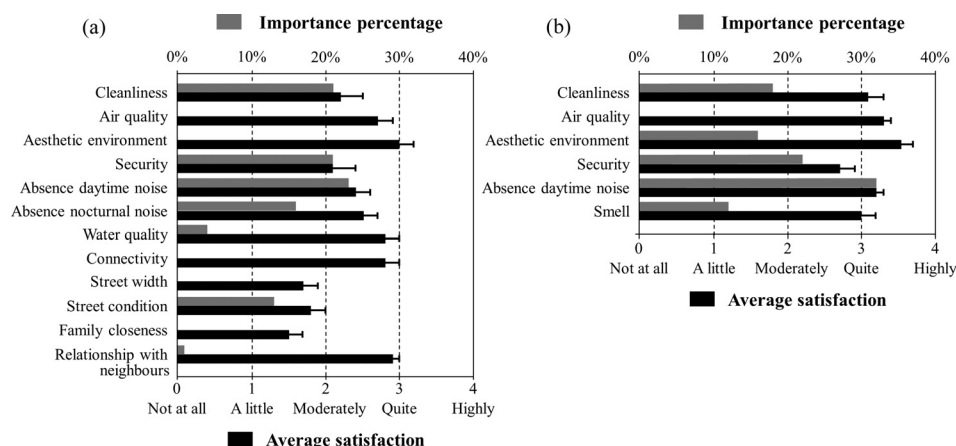 (a)
Importance percentage
0% 10% 20% 30% 40%
Cleanliness
Air quality
Aesthetic environment
Security
Absence daytime noise
Absence nocturnal noise
Water quality
Connectivity
Street width
Street condition
Family closeness
Relationship with
neighbours
0 1 2 3 4
Not at all A little Moderately Quite Highly
Average satisfaction
(b)
Importance percentage
0% 10% 20% 30% 40%
Cleanliness
Air quality
Aesthetic environment
Security
Absence daytime noise
Smell
0 1 2 3 4
Not at all A little Moderately Quite Highly
Average satisfaction